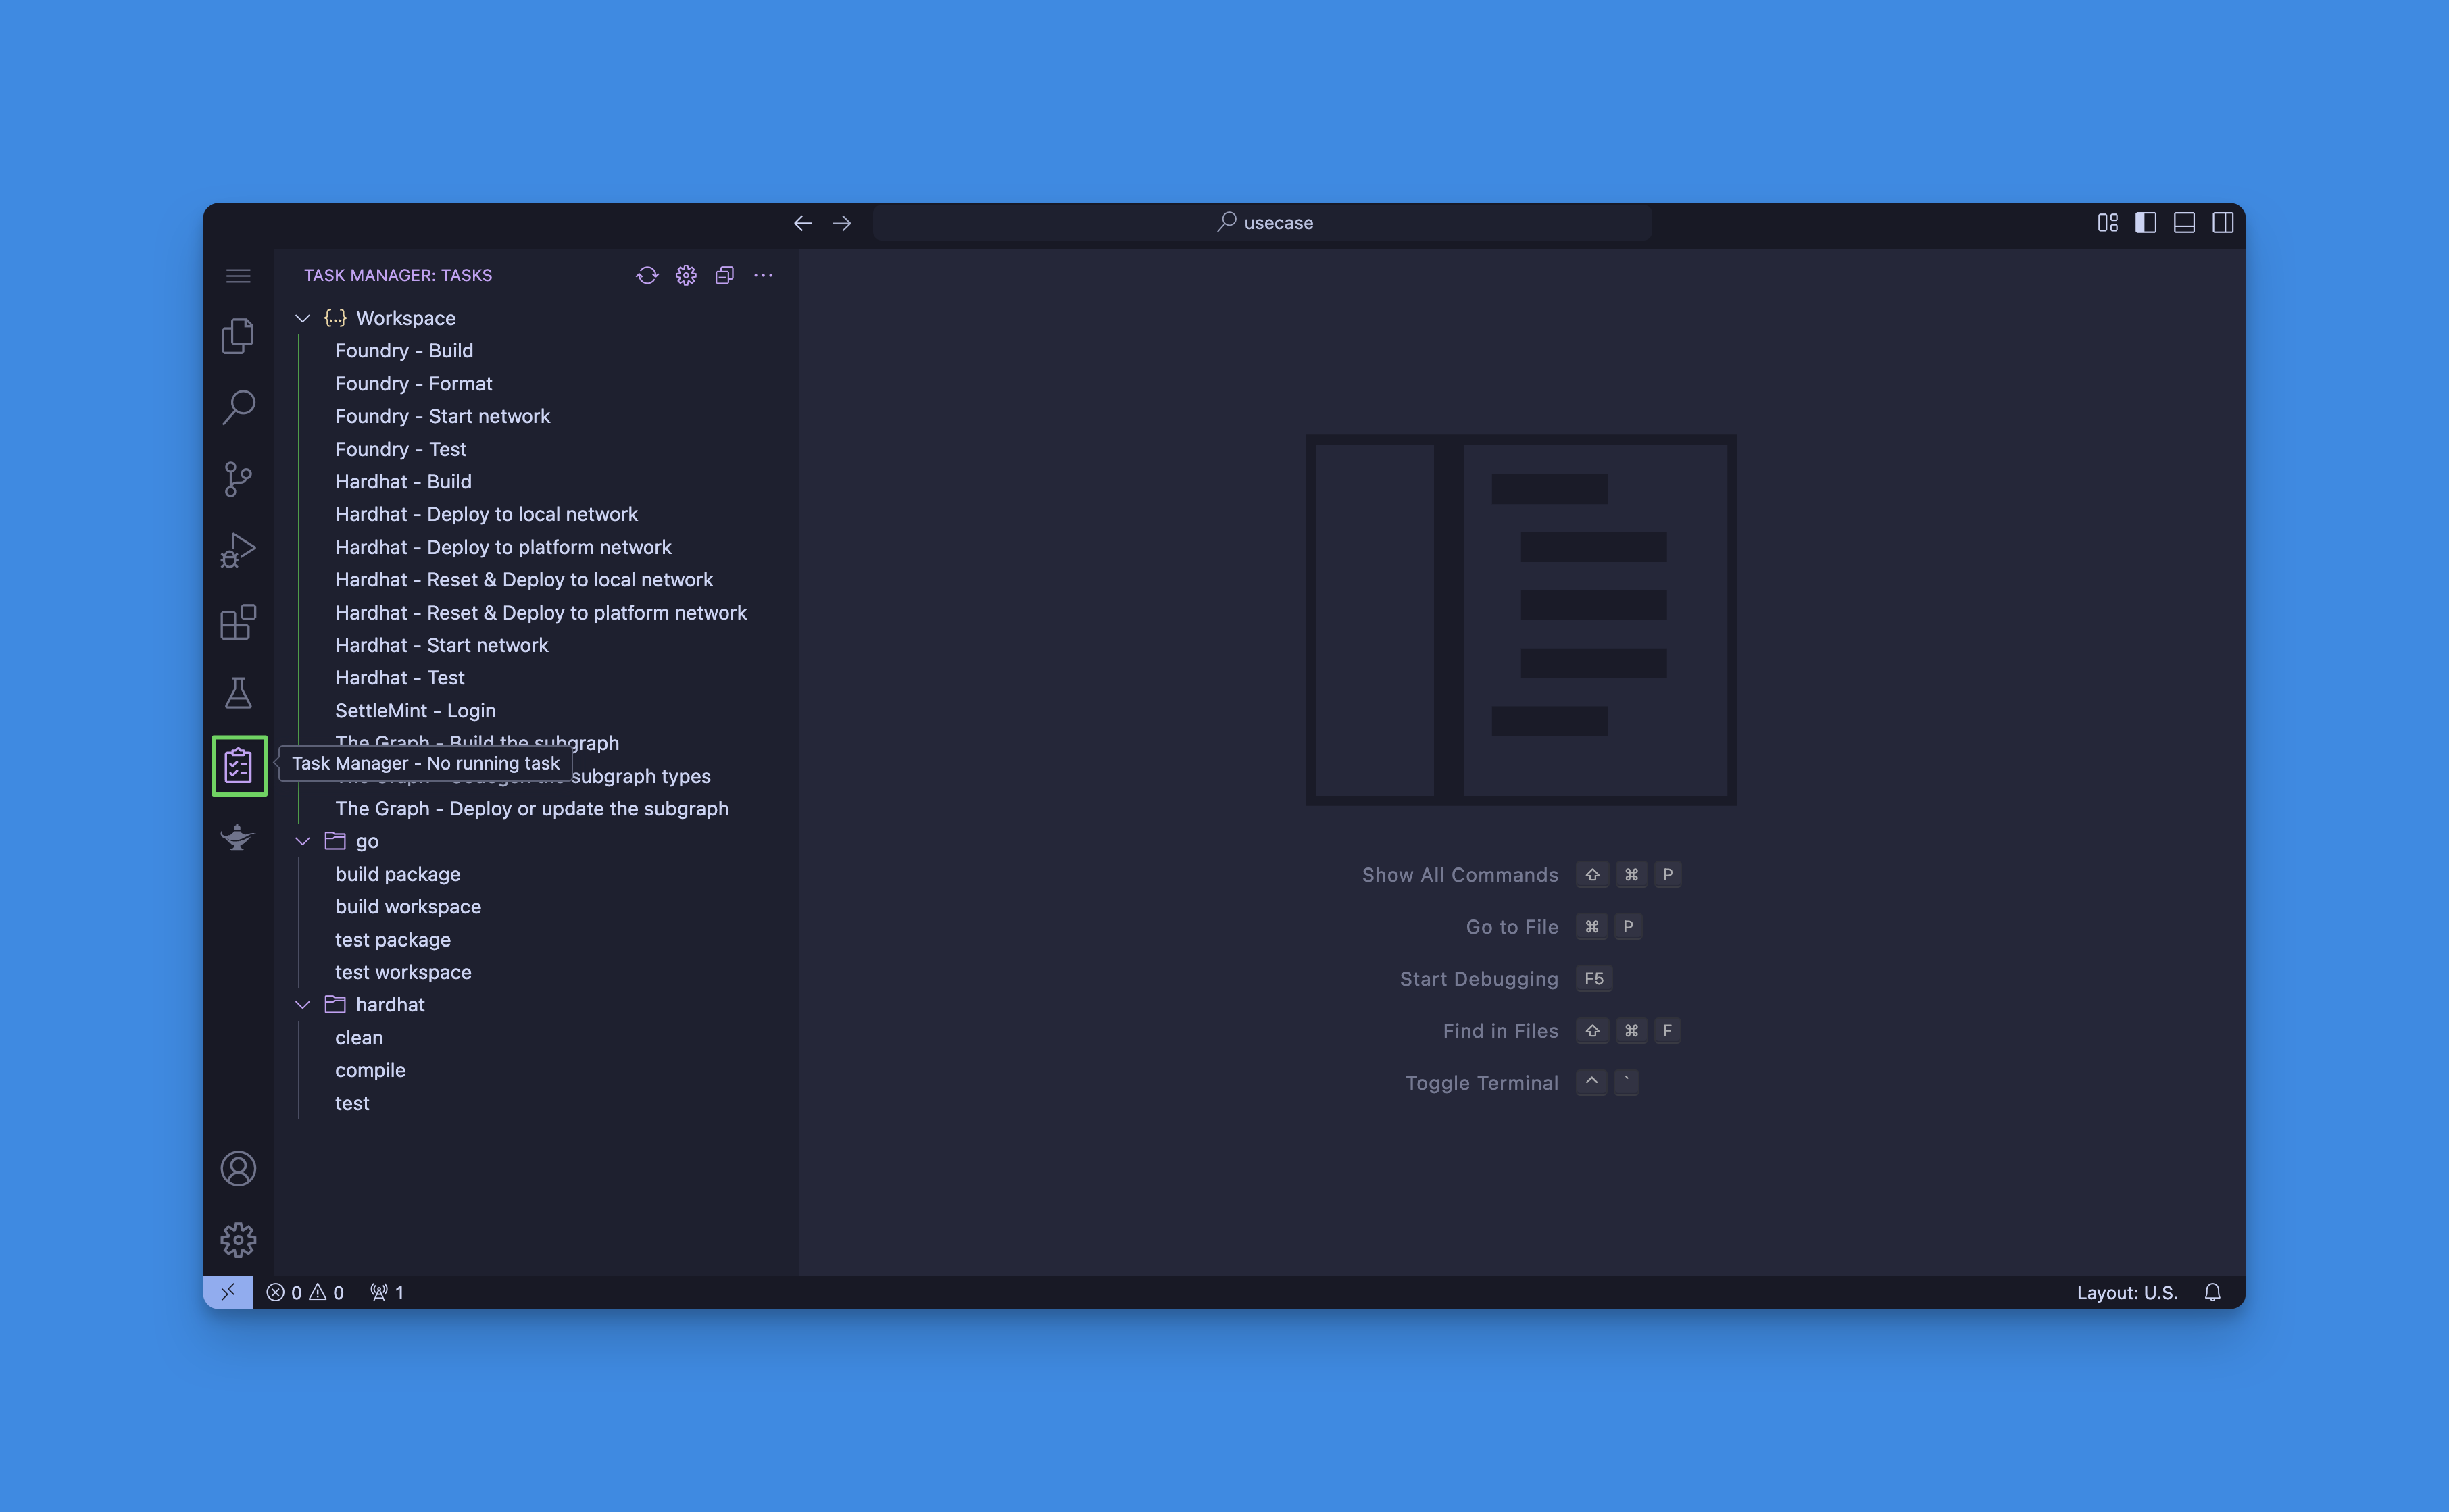 usecase
TASK MANAGER: TASKS
Workspace
Foundry - Build
Foundry - Format
Foundry - Start network
Foundry - Test
Hardhat - Build
Hardhat - Deploy to local network
Hardhat - Deploy to platform network
Hardhat - Reset & Deploy to local network
Hardhat - Reset & Deploy to platform network
Hardhat - Start network
Hardhat - Test
SettleMint - Login
The Graph - Build the subgraph
Task Manager - No running task
The Graph - Codegen the subgraph types
The Graph - Deploy or update the subgraph
go
build package
build workspace
test package
test workspace
hardhat
clean
compile
test
Show All Commands ⇧ ⌘ P
Go to File ⌘ P
Start Debugging F5
Find in Files ⇧ ⌘ F
Toggle Terminal ^ `
0 0 1
Layout: U.S.